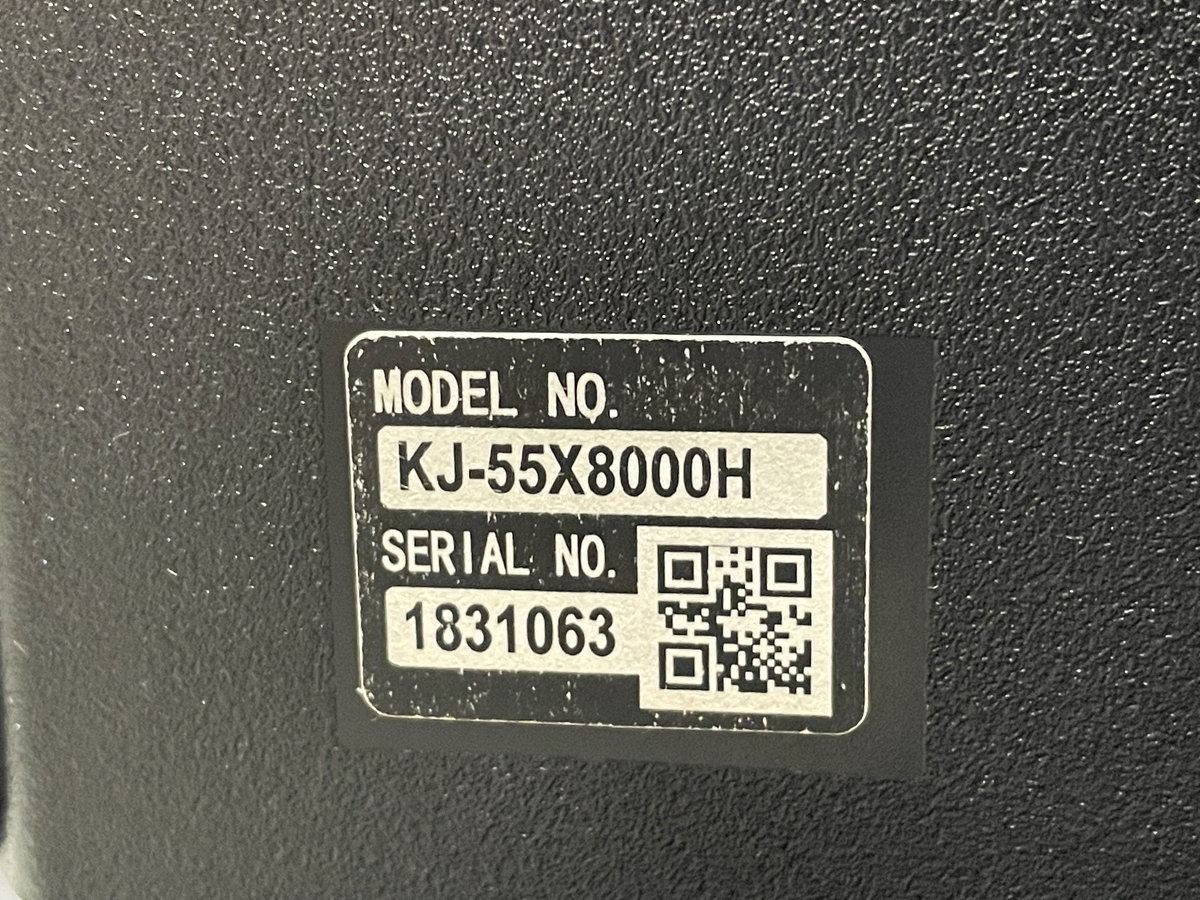 MODEL NO.
KJ-55X8000H
SERIAL NO.
1831063